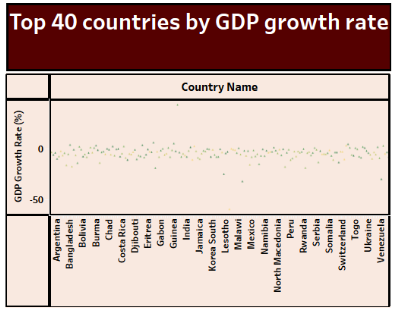 Top 40 countries by GDP growth rate
Country Name
GDP Growth Rate (%)
0
-50
Argentina
Bangladesh
Bolivia
Burma
Chad
Costa Rica
Djibouti
Eritrea
Gabon
Guinea
India
Jamaica
Korea South
Lesotho
Malawi
Mexico
Namibia
North Macedonia
Peru
Rwanda
Serbia
Somalia
Switzerland
Togo
Ukraine
Venezuela